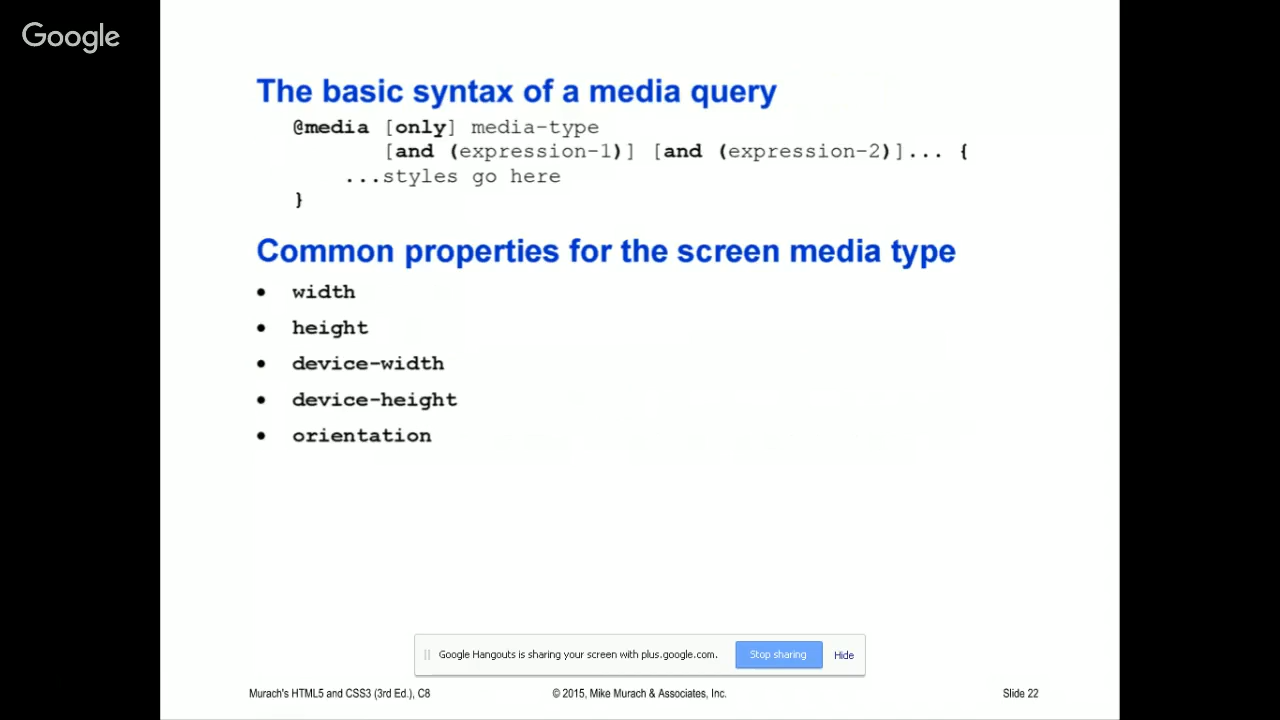 Google
The basic syntax of a media query
@media [only] media-type
[and (expression-1)] [and (expression-2)]... {
...styles go here
}
Common properties for the screen media type
• width
• height
• device-width
• device-height
• orientation
Google Hangouts is sharing your screen with plus.google.com. Stop sharing Hide
Murach's HTML5 and CSS3 (3rd Ed.), C8 © 2015, Mike Murach & Associates, Inc. Slide 22